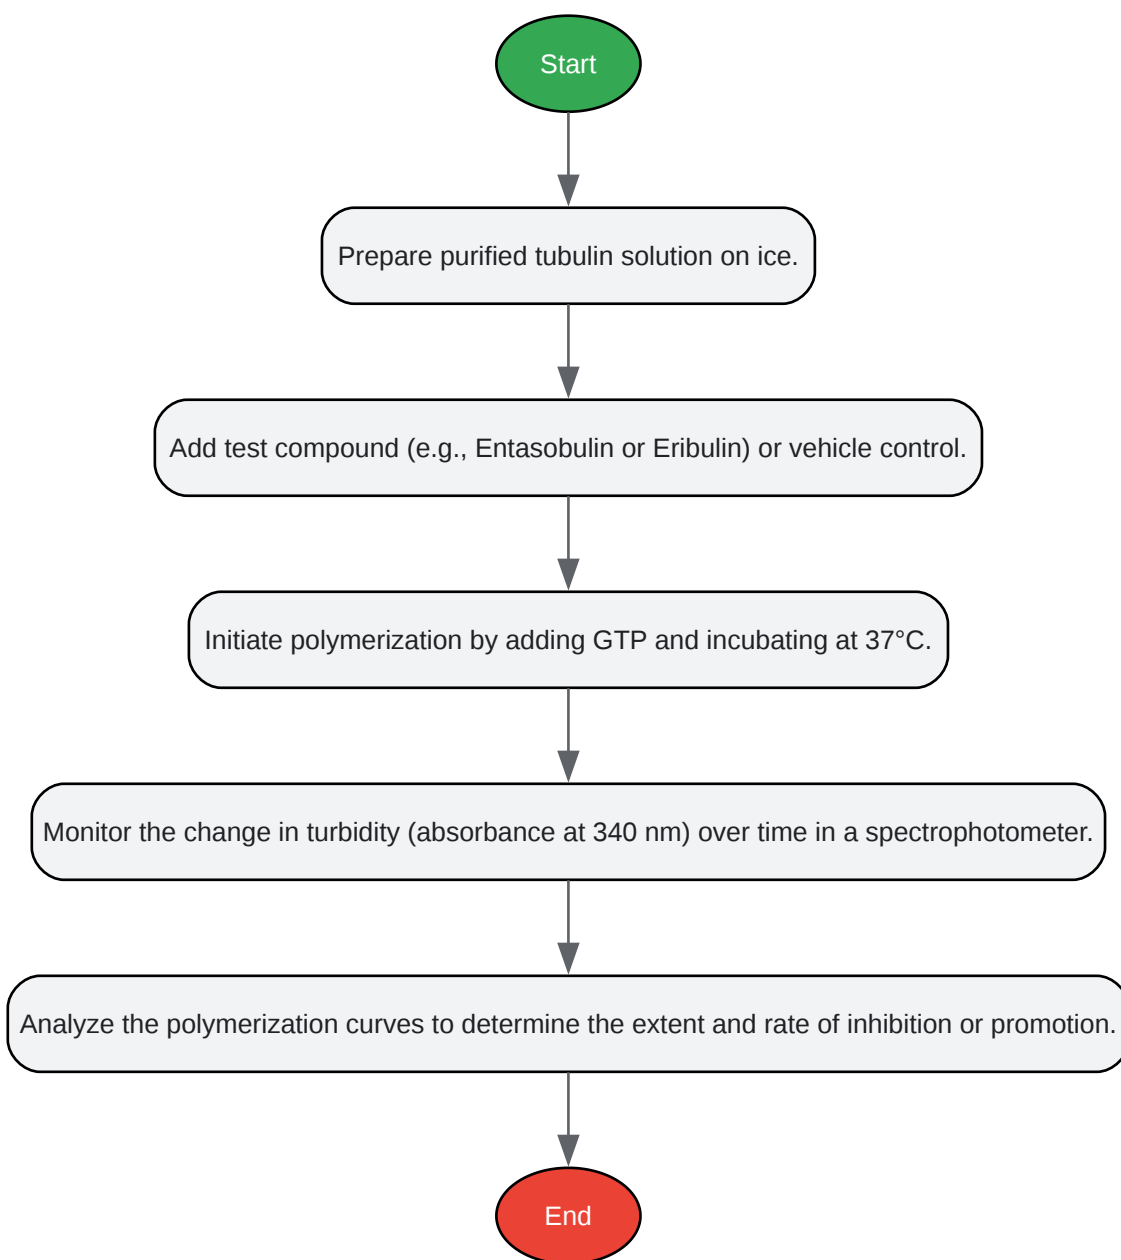 Start
Prepare purified tubulin solution on ice.
Add test compound (e.g., Entasobulin or Eribulin) or vehicle control.
Initiate polymerization by adding GTP and incubating at 37°C.
Monitor the change in turbidity (absorbance at 340 nm) over time in a spectrophotometer.
Analyze the polymerization curves to determine the extent and rate of inhibition or promotion.
End